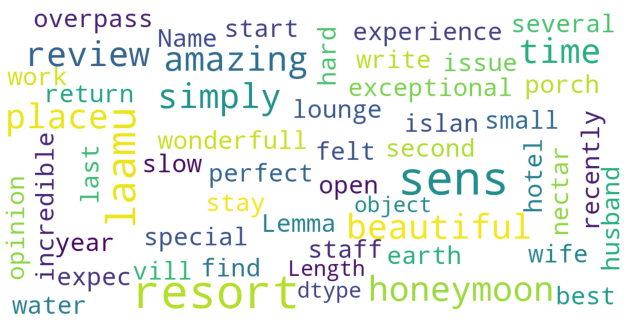 overpass
Name
start
experience
several
review
amazing
hard
write
issue
time
work
return
simply
exceptional
porch
place
laamu
lounge
islan
small
incredible
last
wonderfull
slow
felt
second
perfect
open
sens
hotel
nectar
recently
husband
opinion
stay
object
Lemma
beautiful
year
special
staff
earth
wife
expec
vill
find
Length
water
resort
dtype
honeymoon
best